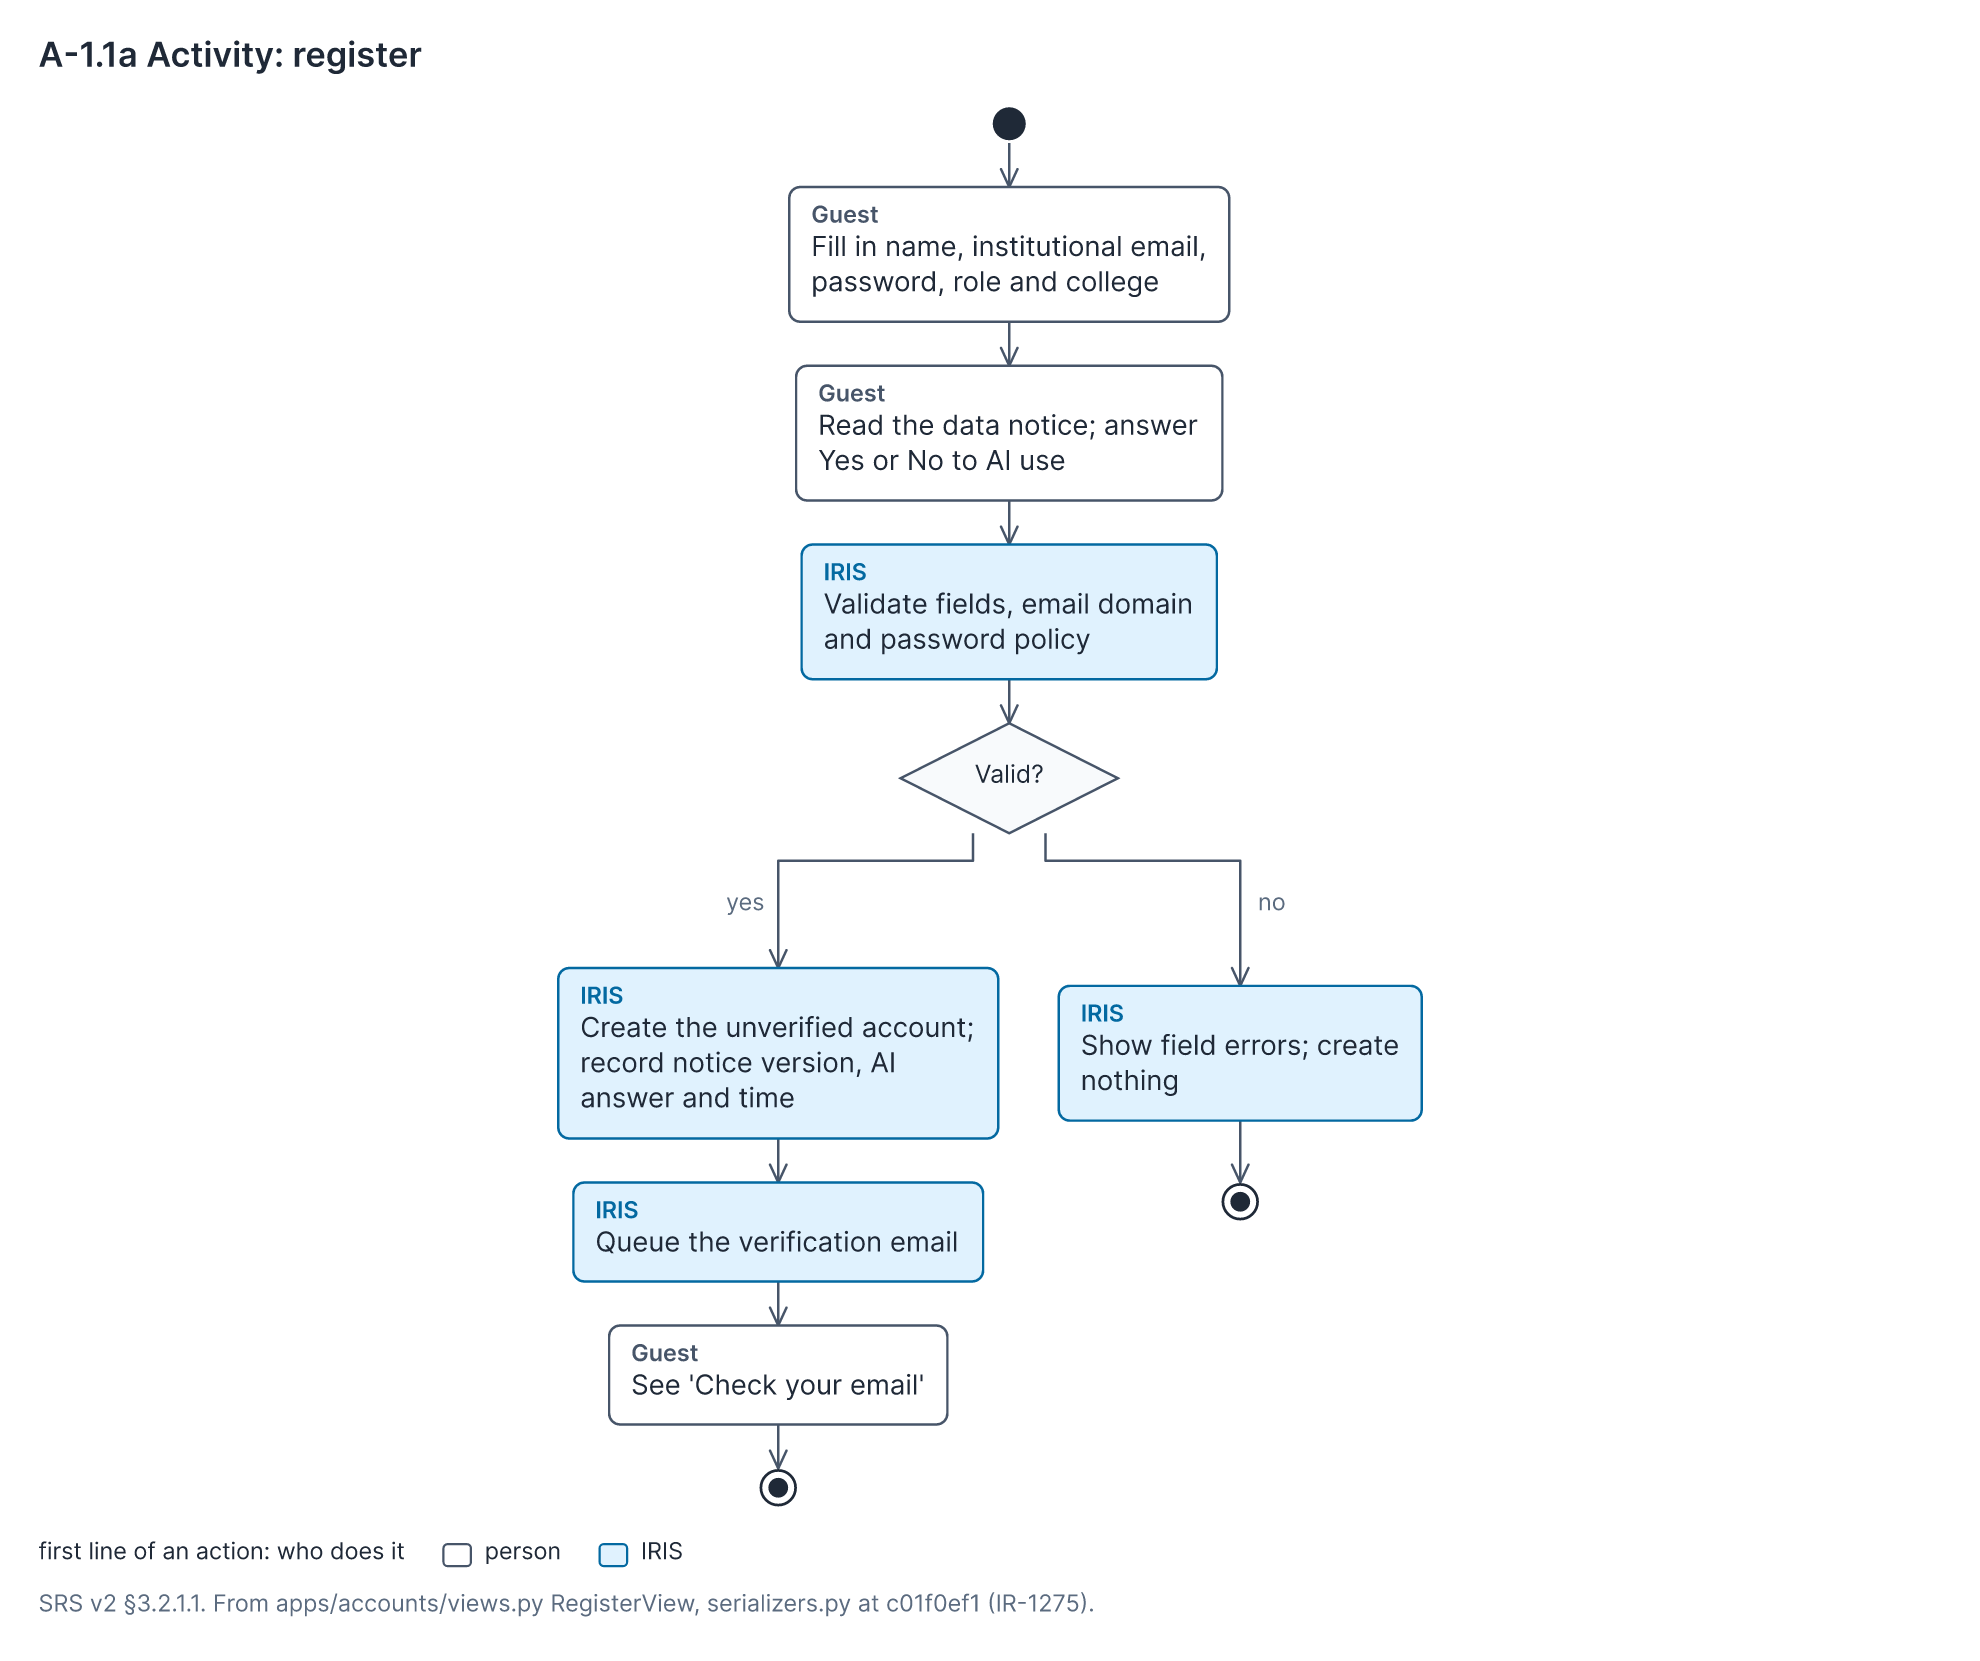 A-1.1a Activity: register
Guest
Fill in name, institutional email,
password, role and college
Guest
Read the data notice; answer
Yes or No to AI use
IRIS
Validate fields, email domain
and password policy
Valid?
yes
no
IRIS
Create the unverified account;
record notice version, AI
answer and time
IRIS
Show field errors; create
nothing
IRIS
Queue the verification email
Guest
See 'Check your email'
first line of an action: who does it
person
IRIS
SRS v2 §3.2.1.1. From apps/accounts/views.py RegisterView, serializers.py at c01f0ef1 (IR-1275).